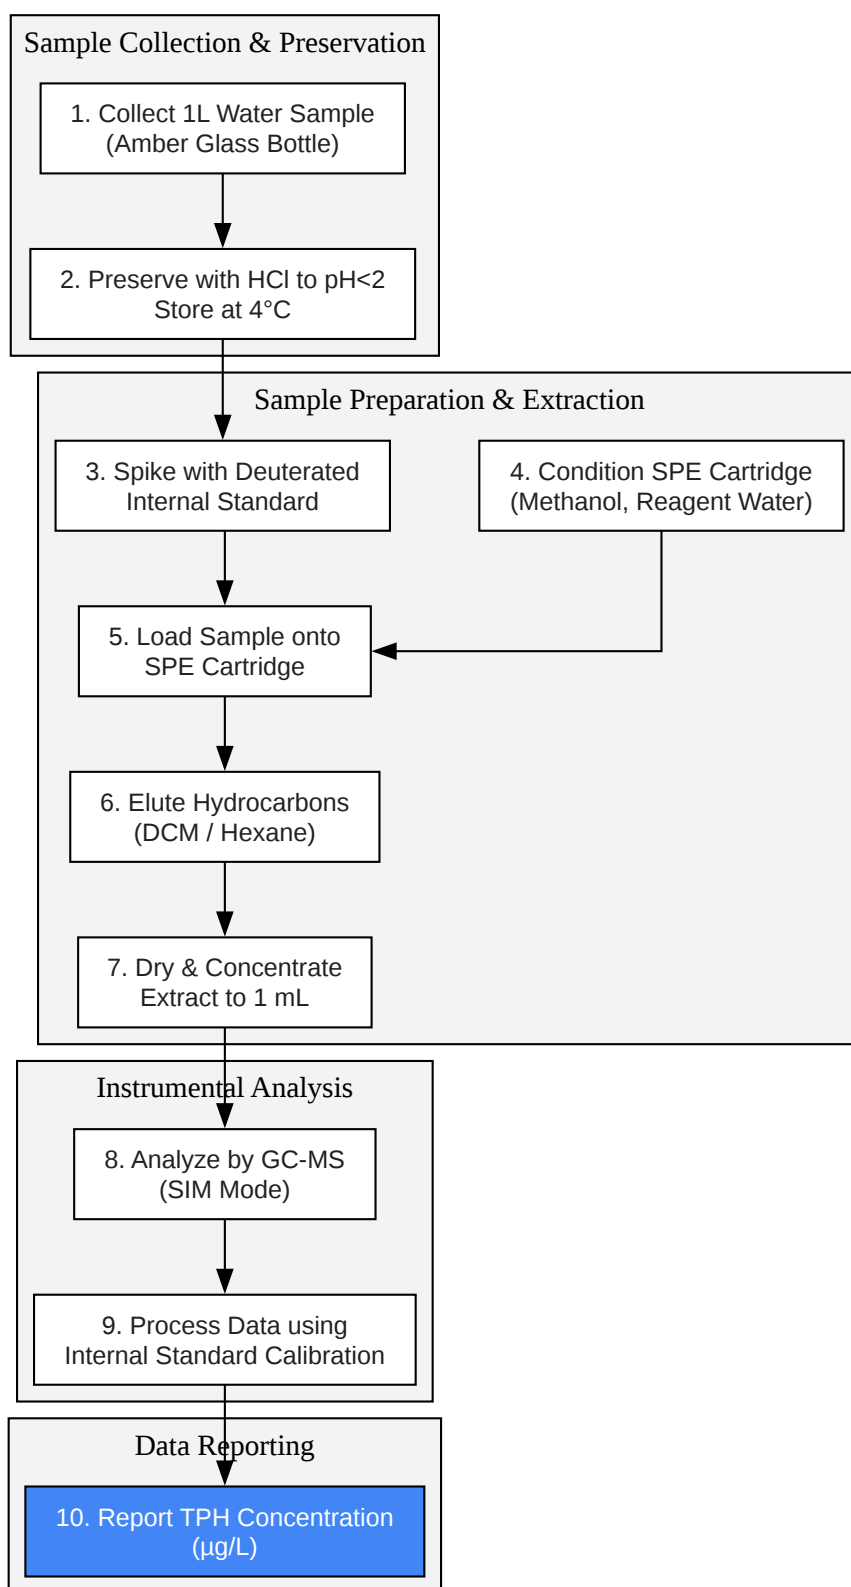 Sample Collection & Preservation
1. Collect 1L Water Sample
(Amber Glass Bottle)
2. Preserve with HCl to pH<2
Store at 4°C
Sample Preparation & Extraction
3. Spike with Deuterated
Internal Standard
4. Condition SPE Cartridge
(Methanol, Reagent Water)
5. Load Sample onto
SPE Cartridge
6. Elute Hydrocarbons
(DCM / Hexane)
7. Dry & Concentrate
Extract to 1 mL
Instrumental Analysis
8. Analyze by GC-MS
(SIM Mode)
9. Process Data using
Internal Standard Calibration
Data Reporting
10. Report TPH Concentration
(µg/L)